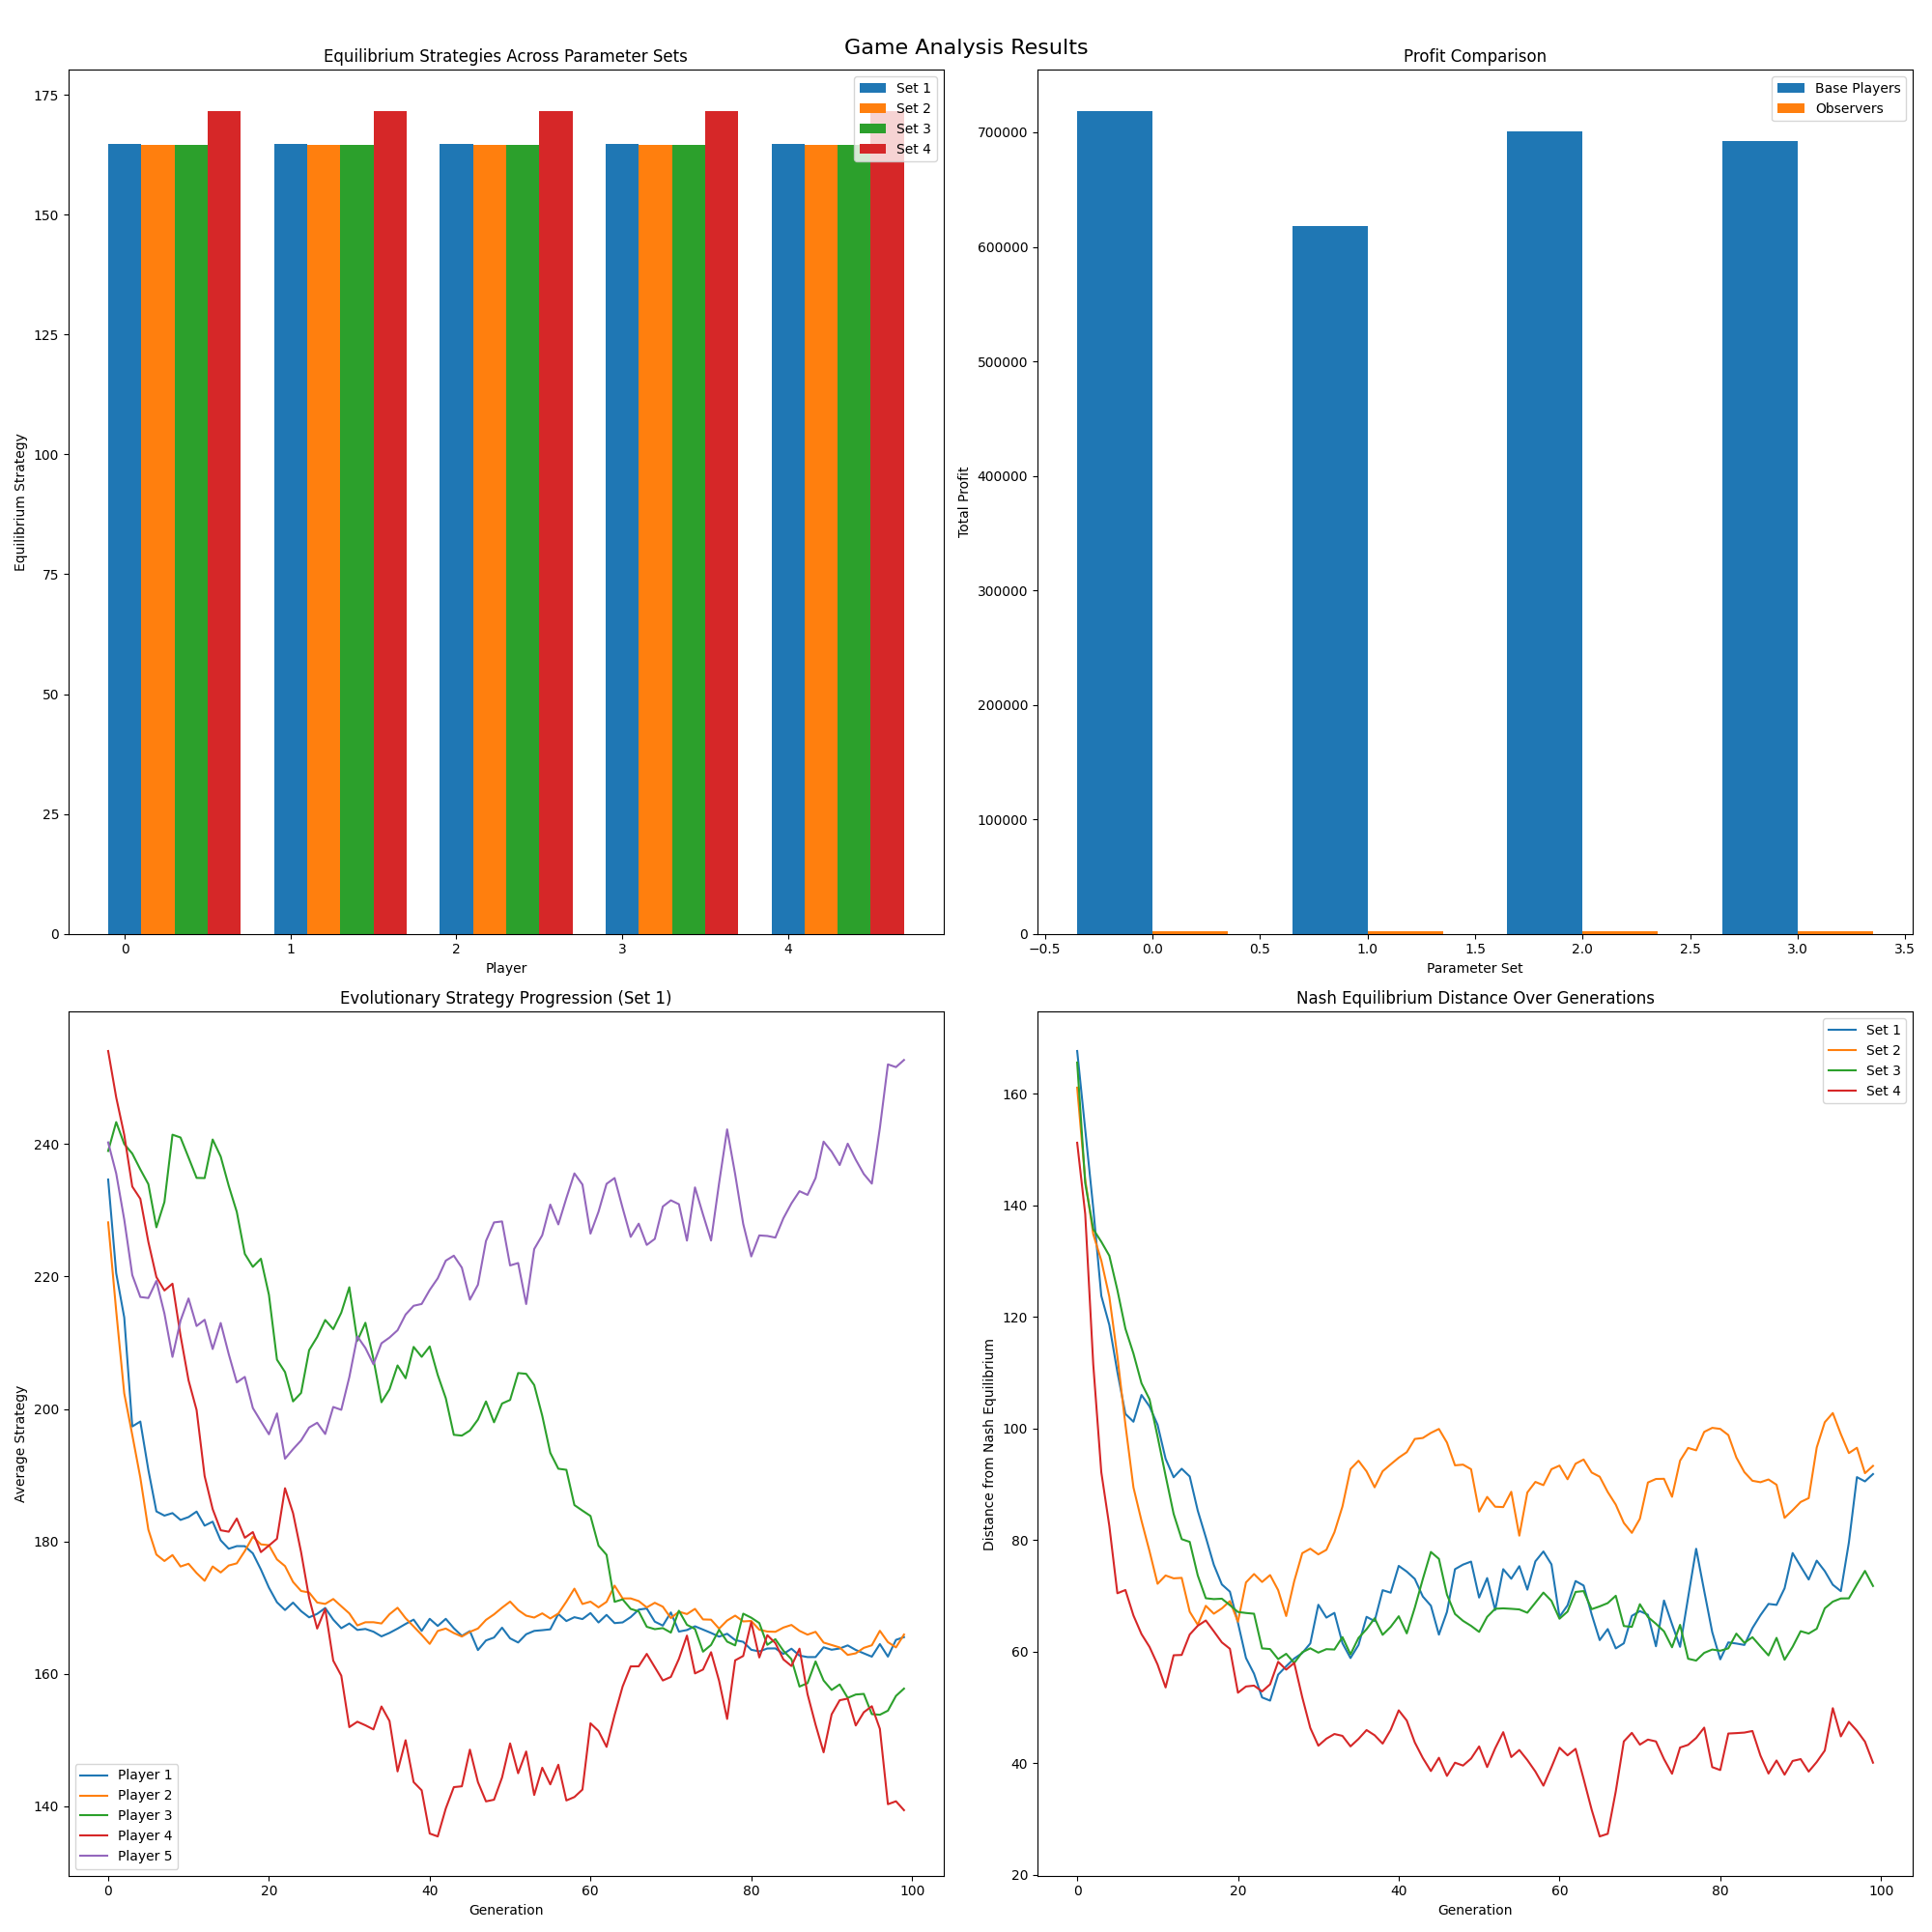 Game Analysis Results
Equilibrium Strategies Across Parameter Sets
Equilibrium Strategy
175
150
125
100
75
50
25
0
0 1 2 3 4
Player
Set 1
Set 2
Set 3
Set 4
Profit Comparison
Total Profit
700000
600000
500000
400000
300000
200000
100000
0
−0.5 0.0 0.5 1.0 1.5 2.0 2.5 3.0 3.5
Parameter Set
Base Players
Observers
Evolutionary Strategy Progression (Set 1)
Average Strategy
240
220
200
180
160
140
0 20 40 60 80 100
Generation
Player 1
Player 2
Player 3
Player 4
Player 5
Nash Equilibrium Distance Over Generations
Distance from Nash Equilibrium
160
140
120
100
80
60
40
20
0 20 40 60 80 100
Generation
Set 1
Set 2
Set 3
Set 4